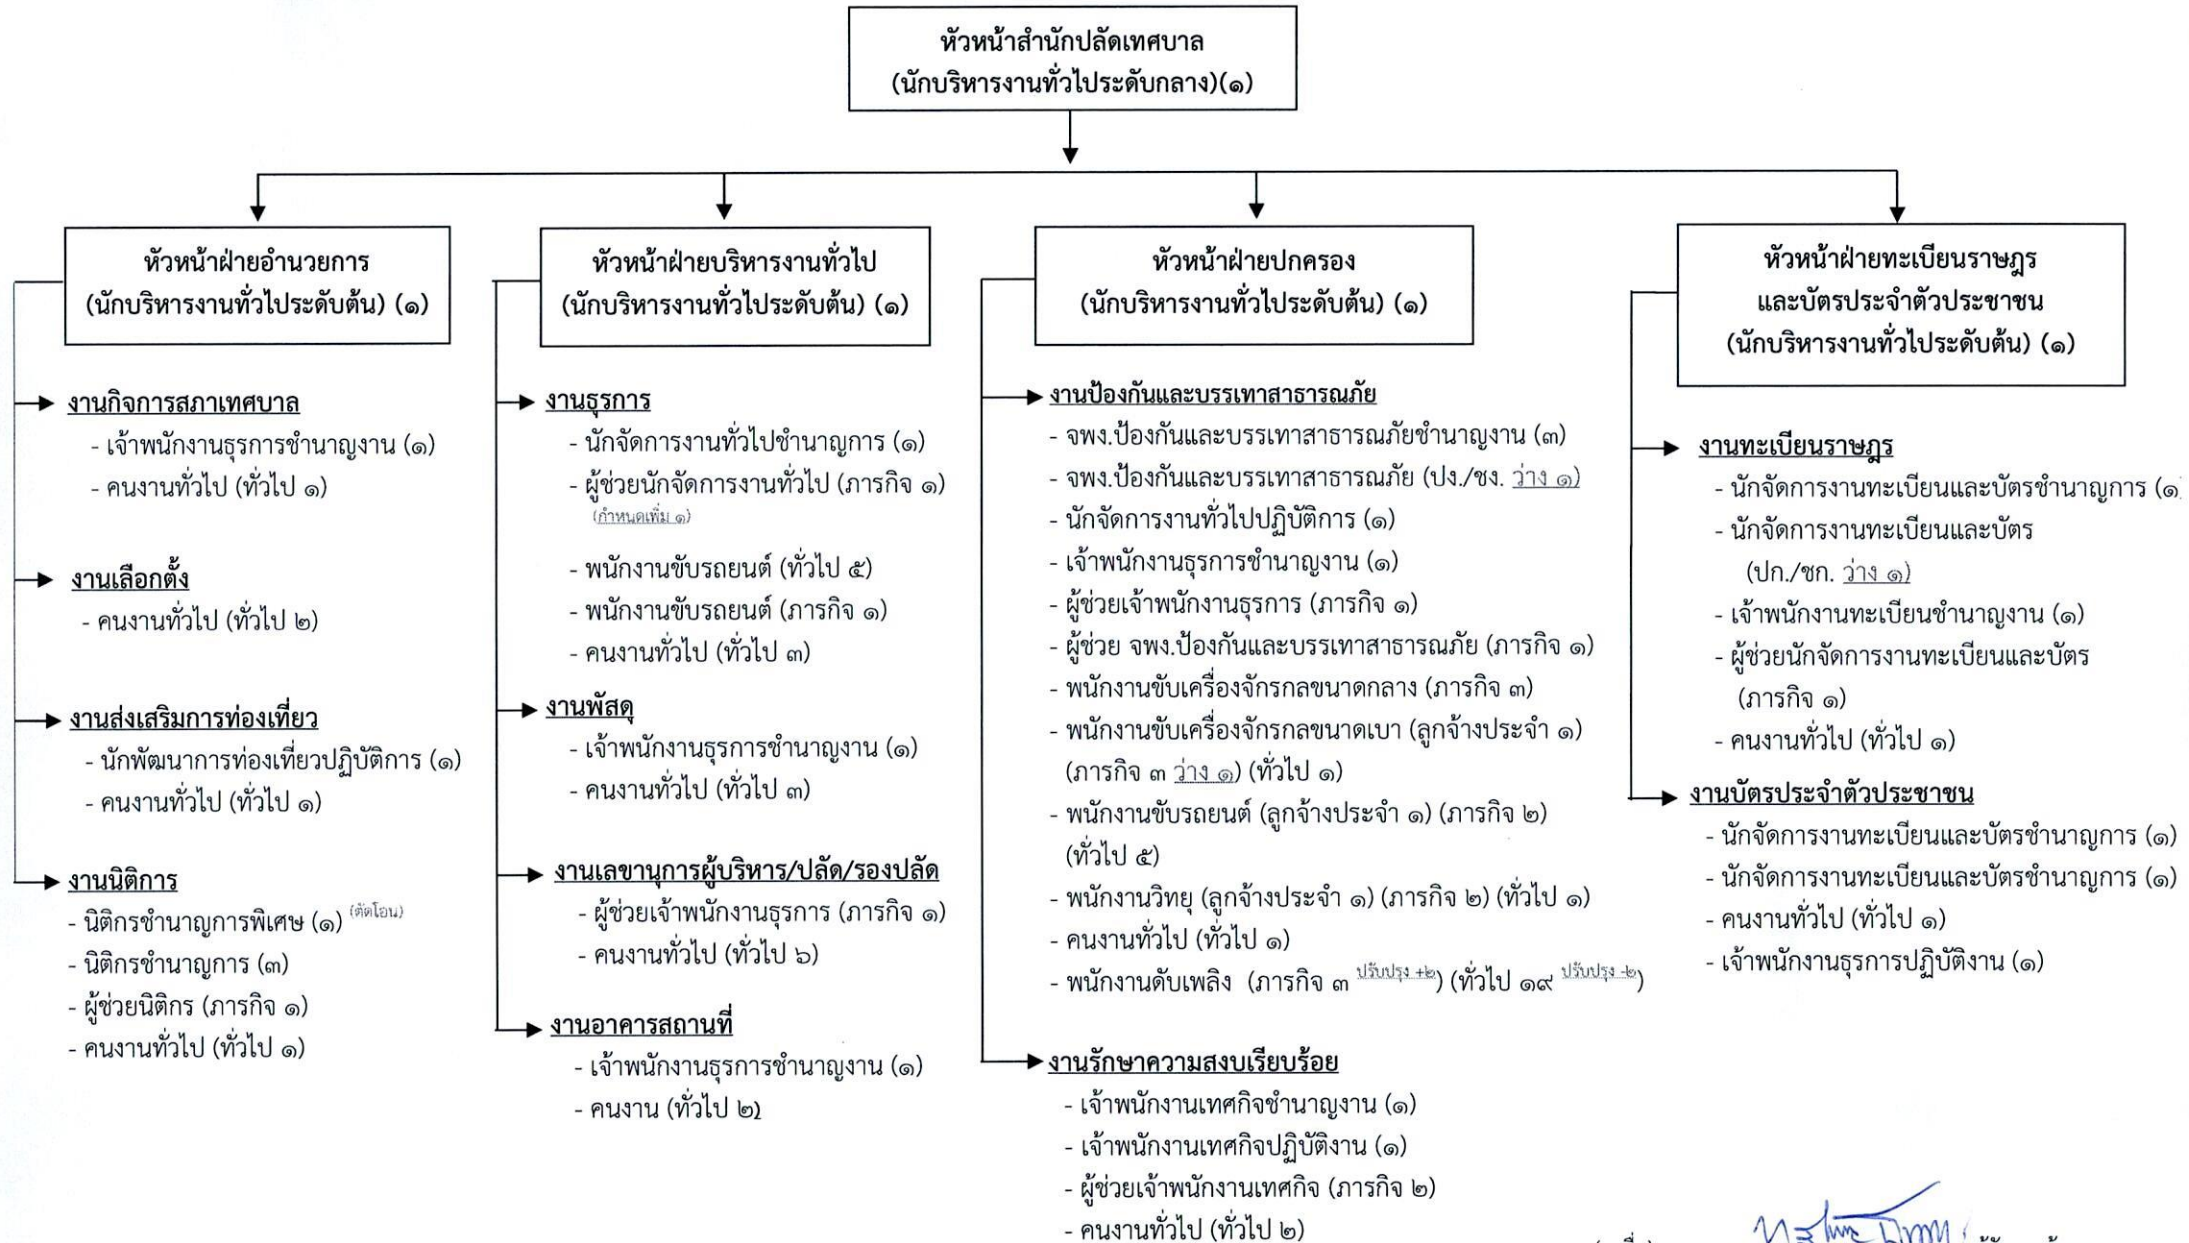 หัวหน้าสำนักปลัดเทศบาล
(นักบริหารงานทั่วไประดับกลาง)(๑)
หัวหน้าฝ่ายอำนวยการ
(นักบริหารงานทั่วไประดับต้น) (๑)
งานกิจการสภาเทศบาล
- เจ้าพนักงานธุรการชำนาญงาน (๑)
- คนงานทั่วไป (ทั่วไป ๑)
งานเลือกตั้ง
- คนงานทั่วไป (ทั่วไป ๒)
งานส่งเสริมการท่องเที่ยว
- นักพัฒนาการท่องเที่ยวปฏิบัติการ (๑)
- คนงานทั่วไป (ทั่วไป ๑)
งานนิติการ
- นิติกรชำนาญการพิเศษ (๑) (ตัดโอน)
- นิติกรชำนาญการ (๓)
- ผู้ช่วยนิติกร (ภารกิจ ๑)
- คนงานทั่วไป (ทั่วไป ๑)
หัวหน้าฝ่ายบริหารงานทั่วไป
(นักบริหารงานทั่วไประดับต้น) (๑)
งานธุรการ
- นักจัดการงานทั่วไปชำนาญการ (๑)
- ผู้ช่วยนักจัดการงานทั่วไป (ภารกิจ ๑)
(กำหนดเพิ่ม ๑)
- พนักงานขับรถยนต์ (ทั่วไป ๕)
- พนักงานขับรถยนต์ (ภารกิจ ๑)
- คนงานทั่วไป (ทั่วไป ๓)
งานพัสดุ
- เจ้าพนักงานธุรการชำนาญงาน (๑)
- คนงานทั่วไป (ทั่วไป ๓)
งานเลขานุการผู้บริหาร/ปลัด/รองปลัด
- ผู้ช่วยเจ้าพนักงานธุรการ (ภารกิจ ๑)
- คนงานทั่วไป (ทั่วไป ๖)
งานอาคารสถานที่
- เจ้าพนักงานธุรการชำนาญงาน (๑)
- คนงาน (ทั่วไป ๒)
หัวหน้าฝ่ายปกครอง
(นักบริหารงานทั่วไประดับต้น) (๑)
งานป้องกันและบรรเทาสาธารณภัย
- จพง.ป้องกันและบรรเทาสาธารณภัยชำนาญงาน (๓)
- จพง.ป้องกันและบรรเทาสาธารณภัย (ปง./ชง. ว่าง ๑)
- นักจัดการงานทั่วไปปฏิบัติการ (๑)
- เจ้าพนักงานธุรการชำนาญงาน (๑)
- ผู้ช่วยเจ้าพนักงานธุรการ (ภารกิจ ๑)
- ผู้ช่วย จพง.ป้องกันและบรรเทาสาธารณภัย (ภารกิจ ๑)
- พนักงานขับเครื่องจักรกลขนาดกลาง (ภารกิจ ๓)
- พนักงานขับเครื่องจักรกลขนาดเบา (ลูกจ้างประจำ ๑)
(ภารกิจ ๓ ว่าง ๑) (ทั่วไป ๑)
- พนักงานขับรถยนต์ (ลูกจ้างประจำ ๑) (ภารกิจ ๒)
(ทั่วไป ๕)
- พนักงานวิทยุ (ลูกจ้างประจำ ๑) (ภารกิจ ๒) (ทั่วไป ๑)
- คนงานทั่วไป (ทั่วไป ๑)
- พนักงานดับเพลิง (ภารกิจ ๓ ปรับปรุง +๒) (ทั่วไป ๑๙ ปรับปรุง -๒)
งานรักษาความสงบเรียบร้อย
- เจ้าพนักงานเทศกิจชำนาญงาน (๑)
- เจ้าพนักงานเทศกิจปฏิบัติงาน (๑)
- ผู้ช่วยเจ้าพนักงานเทศกิจ (ภารกิจ ๒)
- คนงานทั่วไป (ทั่วไป ๒)
หัวหน้าฝ่ายทะเบียนราษฎร
และบัตรประจำตัวประชาชน
(นักบริหารงานทั่วไประดับต้น) (๑)
งานทะเบียนราษฎร
- นักจัดการงานทะเบียนและบัตรชำนาญการ (๑
- นักจัดการงานทะเบียนและบัตร
(ปก./ชก. ว่าง ๑)
- เจ้าพนักงานทะเบียนชำนาญงาน (๑)
- ผู้ช่วยนักจัดการงานทะเบียนและบัตร
(ภารกิจ ๑)
- คนงานทั่วไป (ทั่วไป ๑)
งานบัตรประจำตัวประชาชน
- นักจัดการงานทะเบียนและบัตรชำนาญการ (๑)
- นักจัดการงานทะเบียนและบัตรชำนาญการ (๑)
- คนงานทั่วไป (ทั่วไป ๑)
- เจ้าพนักงานธุรการปฏิบัติงาน (๑)